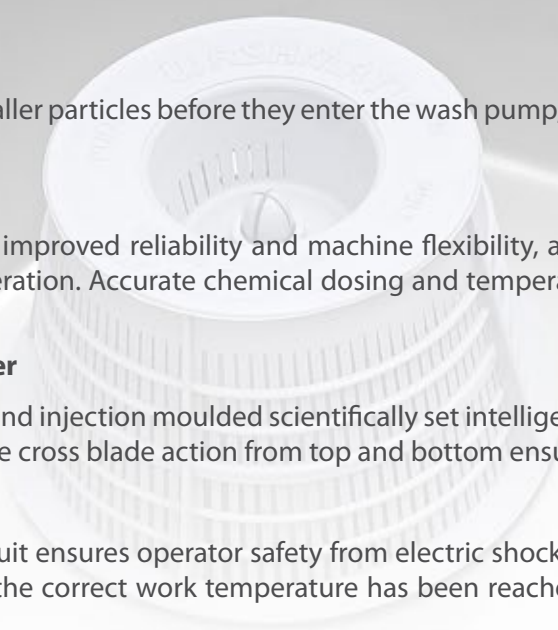 aller particles before they enter the wash pump,
improved reliability and machine flexibility, a
eration. Accurate chemical dosing and tempera
er
nd injection moulded scientifically set intellige
e cross blade action from top and bottom ensu
uit ensures operator safety from electric shock
the correct work temperature has been reache